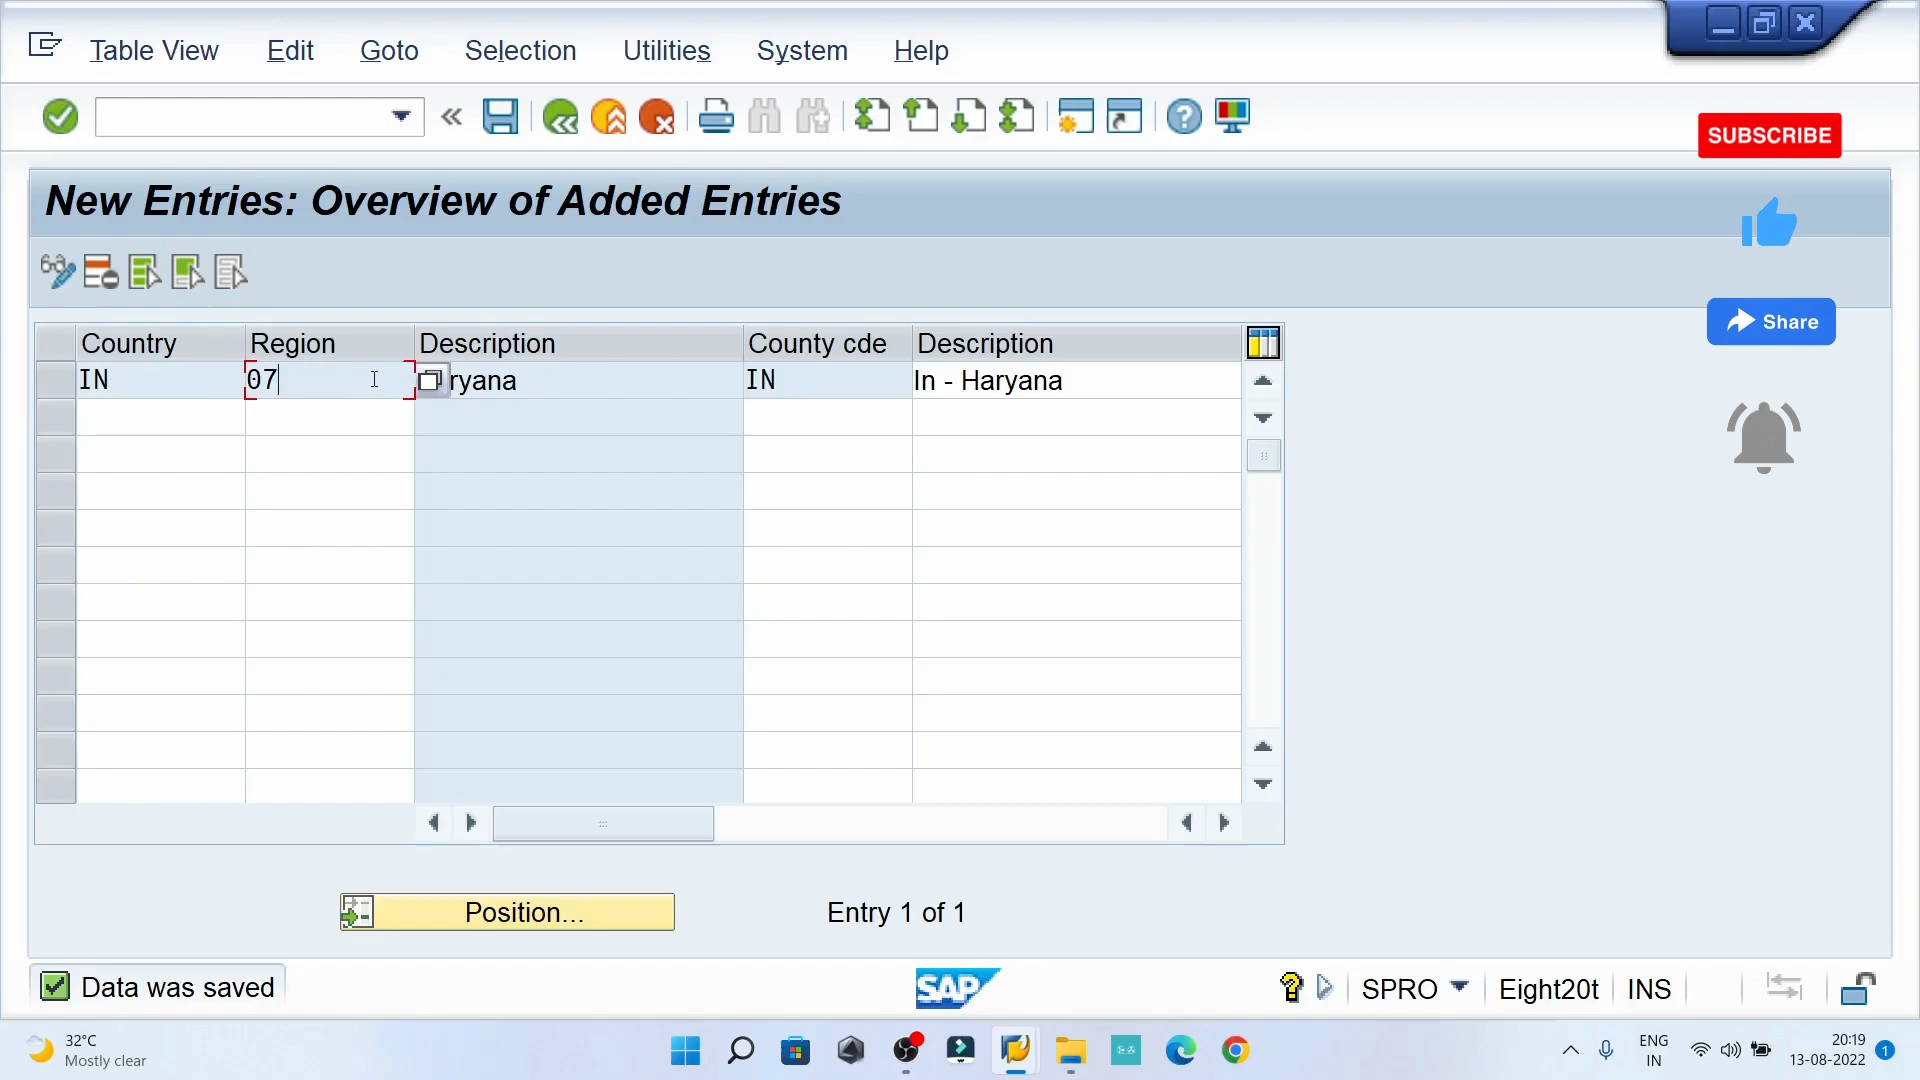 Table View Edit Goto Selection Utilities System Help
SUBSCRIBE
New Entries: Overview of Added Entries
Share
Country Region Description County cde Description
IN 07 ryana IN In - Haryana
Position... Entry 1 of 1
Data was saved SAP SPRO Eight20t INS
32°C
Mostly clear
ENG
IN
20:19
13-08-2022
1